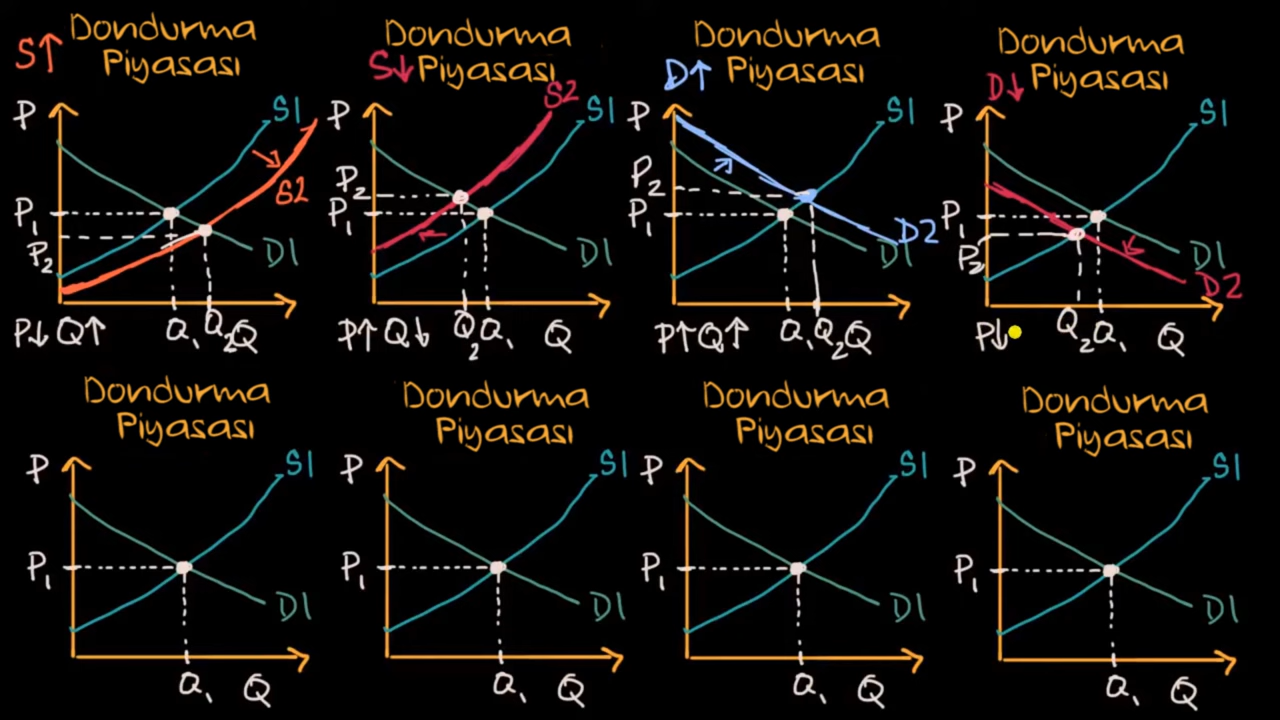 Dondurma
Piyasası
S↑
P
S1
S2
P₁
P₂
D1
Q₁
Q₂
Q
P↓ Q↑
Dondurma
Piyasası
S↓
P
S2
S1
P₂
P₁
D1
Q₂
Q₁
Q
P↑ Q↓
Dondurma
Piyasası
D↑
P
S1
P₂
P₁
D2
Q₁
Q₂
Q
P↑ Q↑
Dondurma
Piyasası
D↓
P
S1
P₁
P₂
D1
D2
Q₂
Q₁
Q
P↓
Dondurma
Piyasası
P
S1
P₁
D1
Q₁
Q
Dondurma
Piyasası
P
S1
P₁
D1
Q₁
Q
Dondurma
Piyasası
P
S1
P₁
D1
Q₁
Q
Dondurma
Piyasası
P
S1
P₁
D1
Q₁
Q